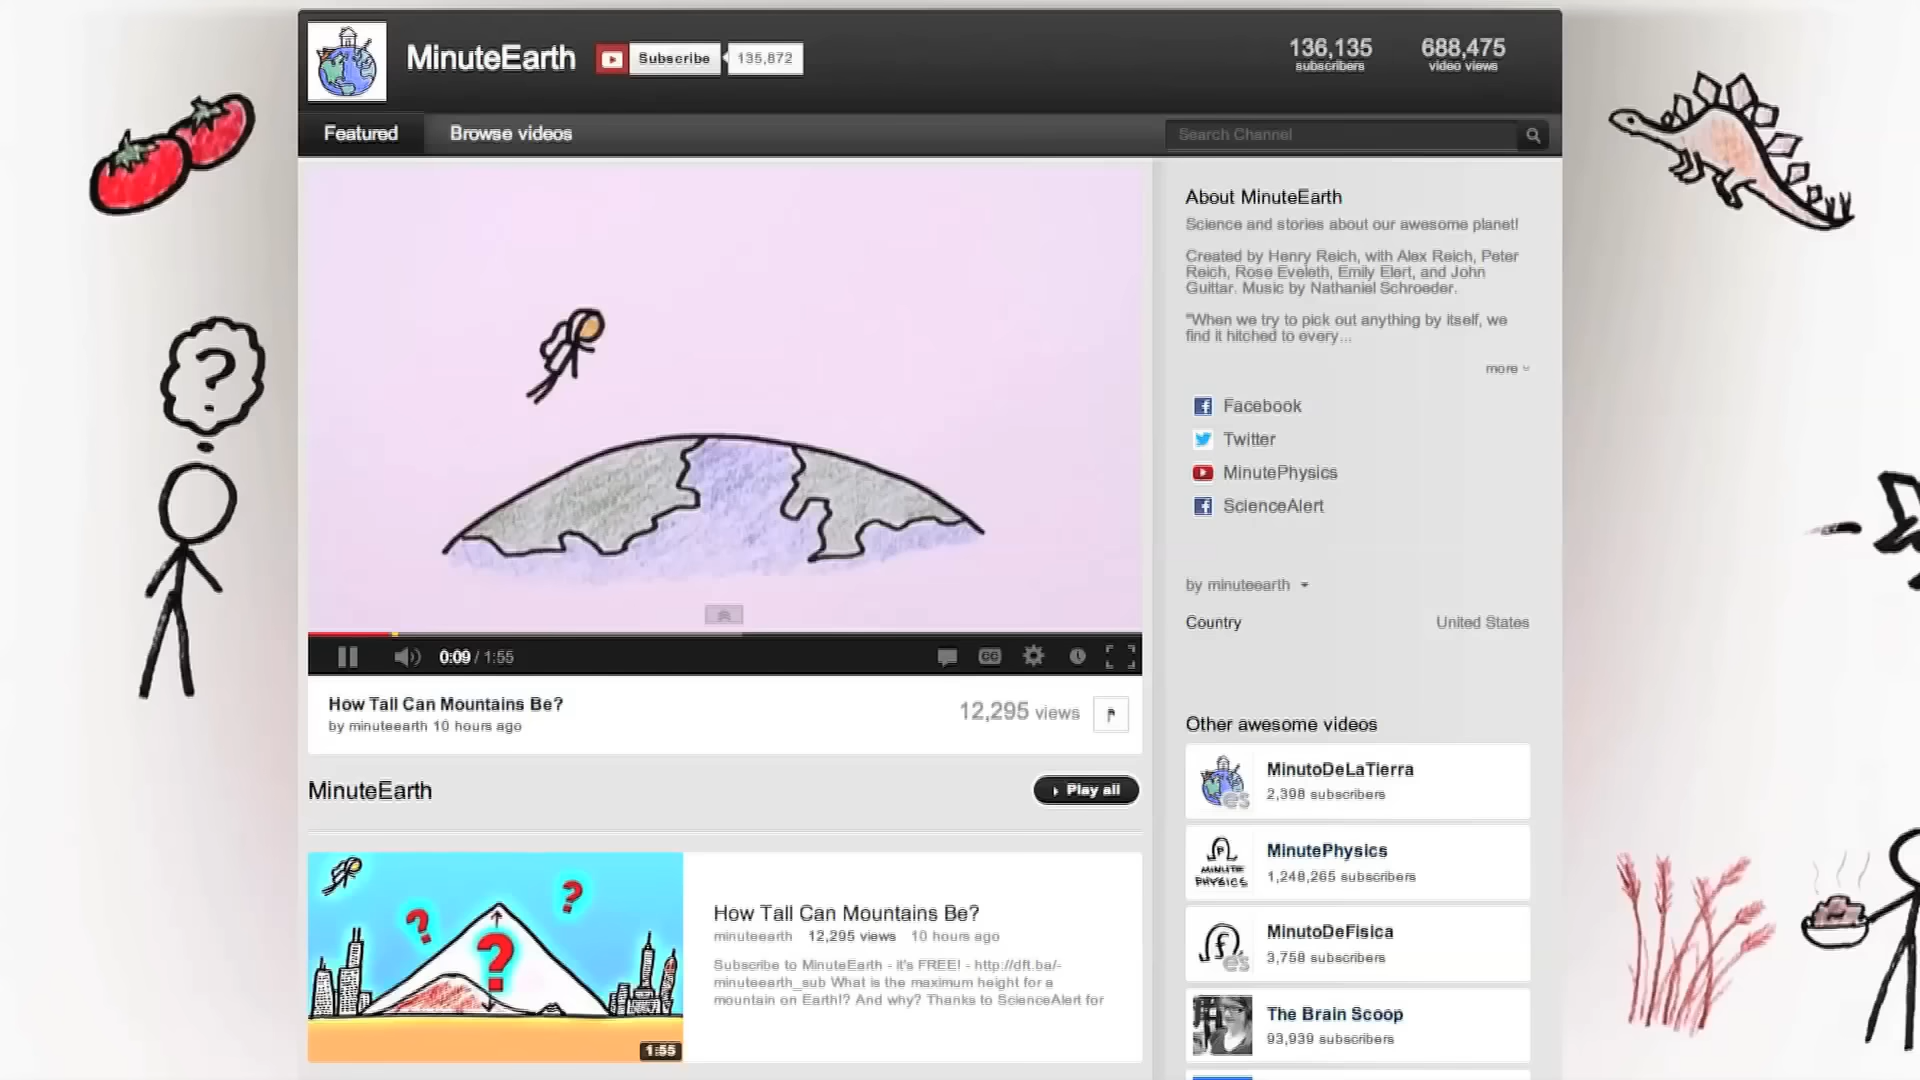 MinuteEarth
Subscribe
135,872
136,135
subscribers
688,475
video views
Featured
Browse videos
Search Channel
?
0:09 / 1:55
How Tall Can Mountains Be?
by minuteearth 10 hours ago
12,295 views
MinuteEarth
Play all
?
?
?
1:55
How Tall Can Mountains Be?
minuteearth 12,295 views 10 hours ago
Subscribe to MinuteEarth - it's FREE! - http://dft.ba/-
minuteearth_sub What is the maximum height for a
mountain on Earth!? And why? Thanks to ScienceAlert for
About MinuteEarth
Science and stories about our awesome planet!
Created by Henry Reich, with Alex Reich, Peter
Reich, Rose Eveleth, Emily Elert, and John
Guittar. Music by Nathaniel Schroeder.
"When we try to pick out anything by itself, we
find it hitched to every...
more
Facebook
Twitter
MinutePhysics
ScienceAlert
by minuteearth
Country
United States
Other awesome videos
es
MinutoDeLaTierra
2,398 subscribers
MINUTE
PHYSICS
MinutePhysics
1,248,265 subscribers
f
es
MinutoDeFisica
3,758 subscribers
The Brain Scoop
93,939 subscribers